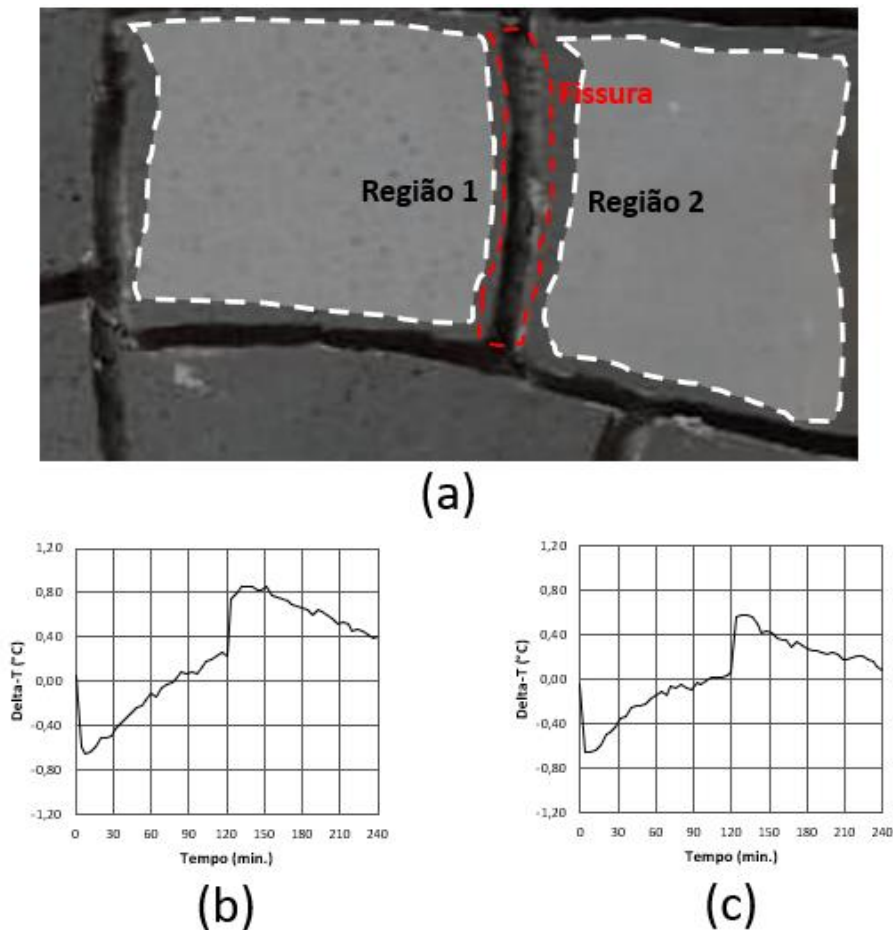 Fissura
Região 1
Região 2
(a)
1,20
0,80
0,40
0,00
-0,40
-0,80
-1,20
Delta-T (°C)
0 30 60 90 120 150 180 210 240
Tempo (min.)
(b)
1,20
0,80
0,40
0,00
-0,40
-0,80
-1,20
Delta-T (°C)
0 30 60 90 120 150 180 210 240
Tempo (min.)
(c)